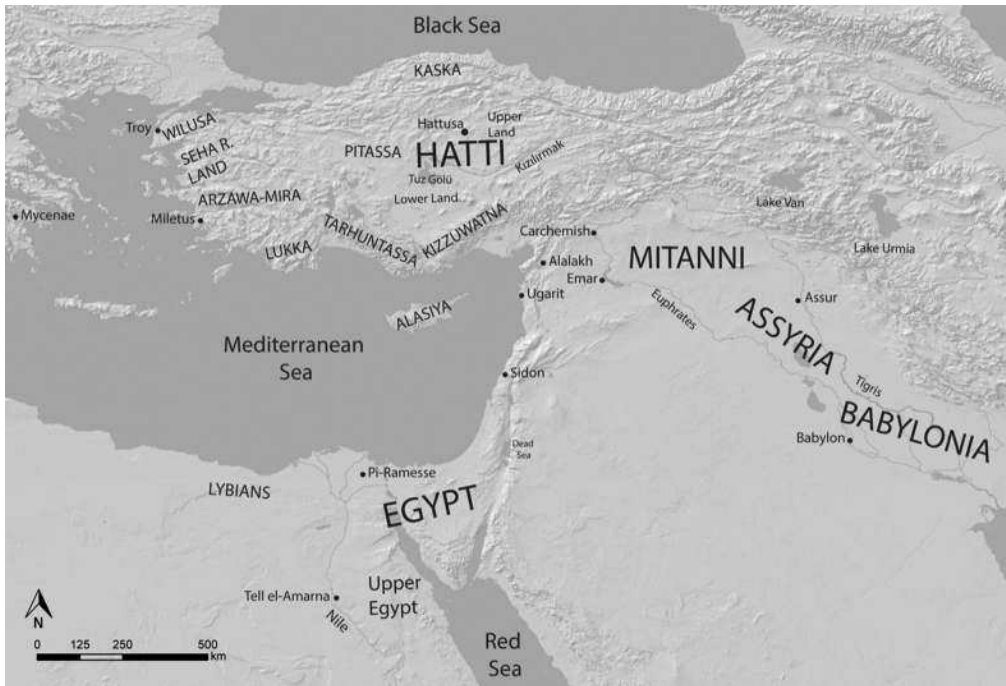 Black Sea
KASKA
Troy
WILUSA
Hattusa
Upper
Land
SEHA R.
LAND
PITASSA
HATTI
Kızılırmak
Tuz Gölü
Lower Land
ARZAWA-MIRA
Mycenae
Miletus
Lake Van
LUKKA
TARHUNTASSA
KIZZUWATNA
Carchemish
MITANNI
Lake Urmia
Alalakh
Emar
Ugarit
Euphrates
Assur
ALASIYA
ASSYRIA
Mediterranean
Sea
Sidon
Tigris
BABYLONIA
Babylon
Dead
Sea
Pi-Ramesse
LYBIANS
EGYPT
Upper
Egypt
Tell el-Amarna
Nile
Red
Sea
N
0 125 250 500
km